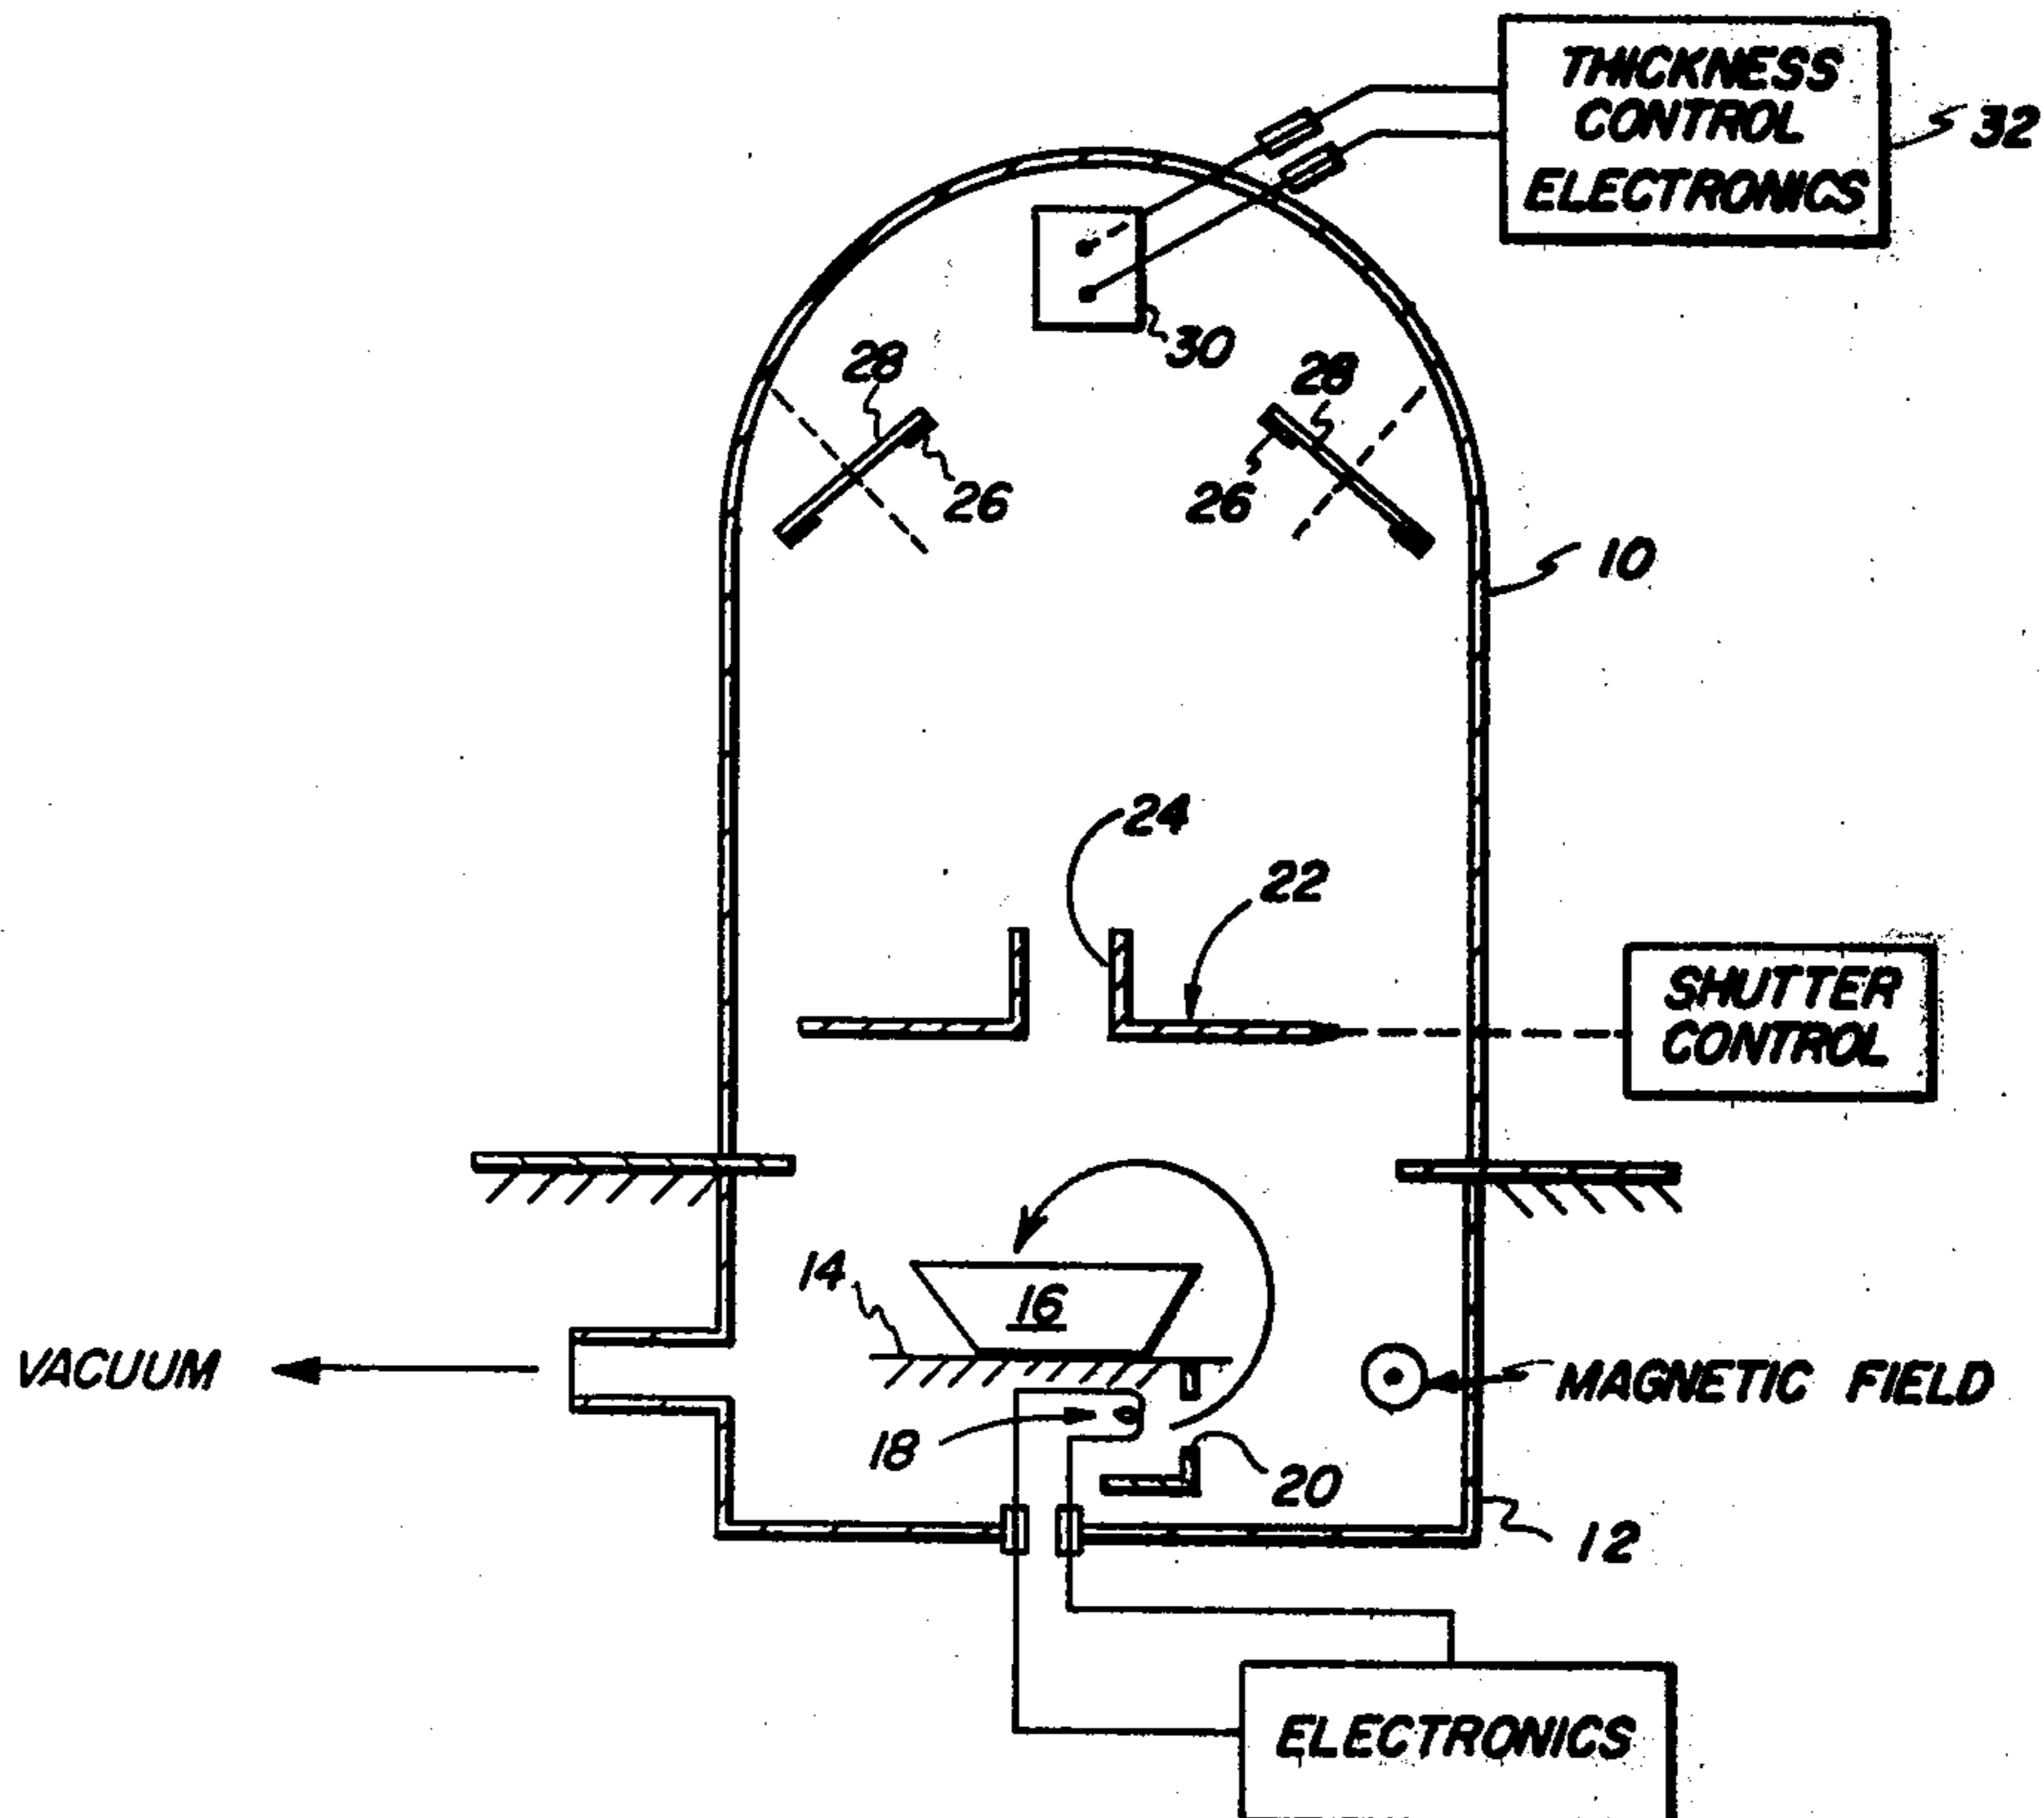 THICKNESS
CONTROL
ELECTRONICS
32
30
28
28
26
26
10
24
22
SHUTTER
CONTROL
14
16
VACUUM
MAGNETIC FIELD
18
20
12
ELECTRONICS